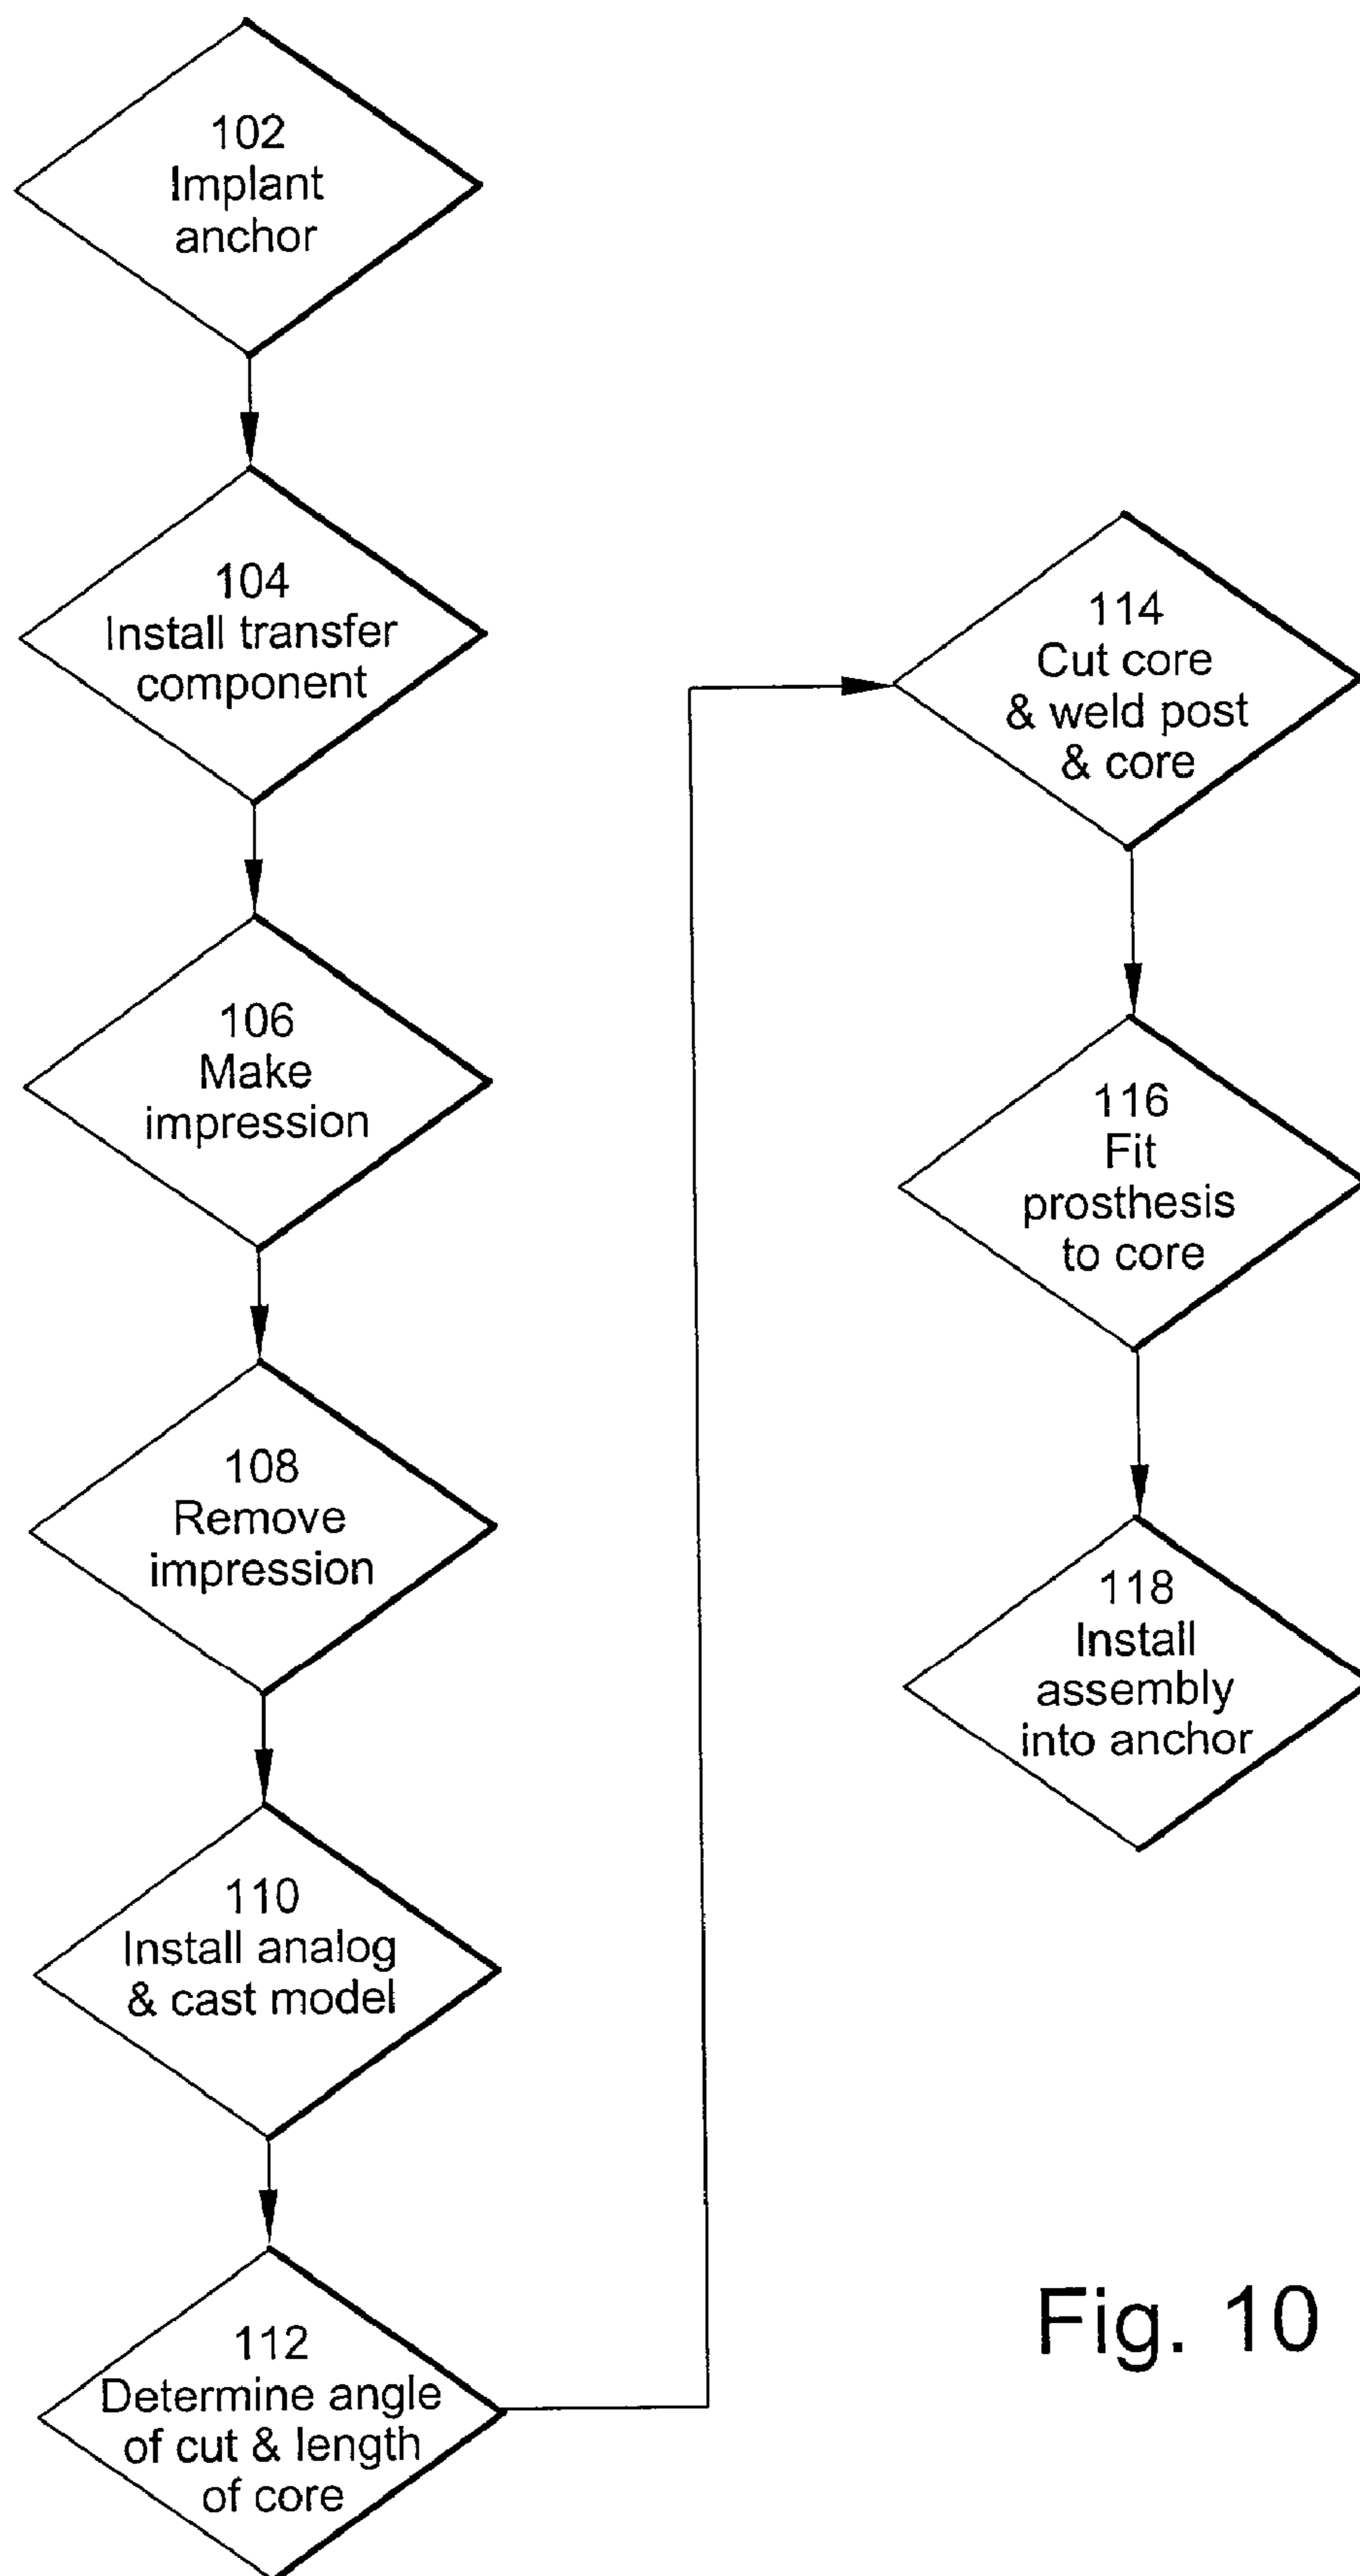 102
Implant
anchor
104
Install transfer
component
106
Make
impression
108
Remove
impression
110
Install analog
& cast model
112
Determine angle
of cut & length
of core
114
Cut core
& weld post
& core
116
Fit
prosthesis
to core
118
Install
assembly
into anchor
Fig. 10